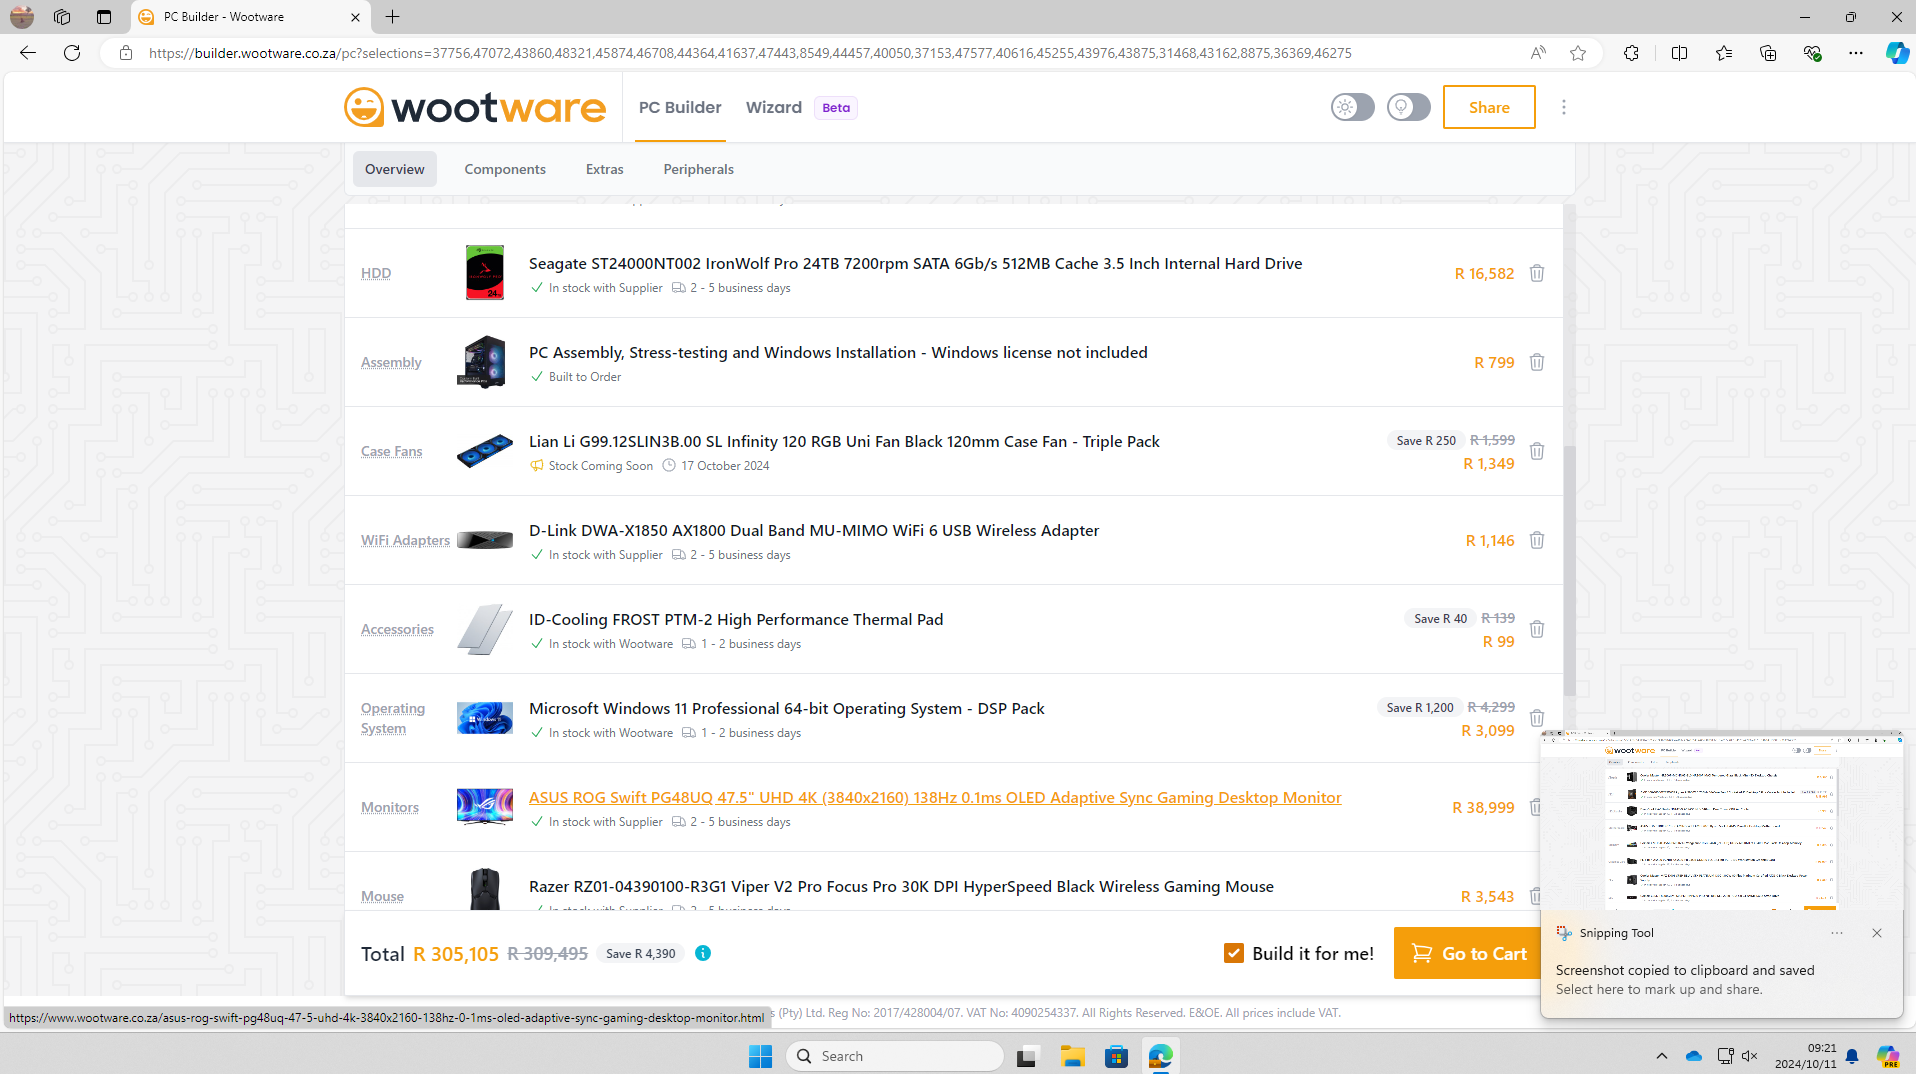 PC Builder - Wootware
https://builder.wootware.co.za/pc?selections=37756,47072,43860,48321,45874,46708,44364,41637,47443,8549,44457,40050,37153,47577,40616,45255,43976,43875,31468,43162,8875,36369,46275
wootware
PC Builder
Wizard
Beta
Share
Overview
Components
Extras
Peripherals
HDD
Seagate ST24000NT002 IronWolf Pro 24TB 7200rpm SATA 6Gb/s 512MB Cache 3.5 Inch Internal Hard Drive
In stock with Supplier 2 - 5 business days
R 16,582
Assembly
PC Assembly, Stress-testing and Windows Installation - Windows license not included
Built to Order
R 799
Case Fans
Lian Li G99.12SLIN3B.00 SL Infinity 120 RGB Uni Fan Black 120mm Case Fan - Triple Pack
Stock Coming Soon 17 October 2024
Save R 250 R 1,599
R 1,349
WiFi Adapters
D-Link DWA-X1850 AX1800 Dual Band MU-MIMO WiFi 6 USB Wireless Adapter
In stock with Supplier 2 - 5 business days
R 1,146
Accessories
ID-Cooling FROST PTM-2 High Performance Thermal Pad
In stock with Wootware 1 - 2 business days
Save R 40 R 139
R 99
Operating
System
Microsoft Windows 11 Professional 64-bit Operating System - DSP Pack
In stock with Wootware 1 - 2 business days
Save R 1,200 R 4,299
R 3,099
Monitors
ASUS ROG Swift PG48UQ 47.5" UHD 4K (3840x2160) 138Hz 0.1ms OLED Adaptive Sync Gaming Desktop Monitor
In stock with Supplier 2 - 5 business days
R 38,999
Mouse
Razer RZ01-04390100-R3G1 Viper V2 Pro Focus Pro 30K DPI HyperSpeed Black Wireless Gaming Mouse
In stock with Supplier 2 - 5 business days
R 3,543
Total R 305,105 R 309,495 Save R 4,390
Build it for me!
Go to Cart
Snipping Tool
Screenshot copied to clipboard and saved
Select here to mark up and share.
https://www.wootware.co.za/asus-rog-swift-pg48uq-47-5-uhd-4k-3840x2160-138hz-0-1ms-oled-adaptive-sync-gaming-desktop-monitor.html
s (Pty) Ltd. Reg No: 2017/428004/07. VAT No: 4090254337. All Rights Reserved. E&OE. All prices include VAT.
Search
09:21
2024/10/11
PRE